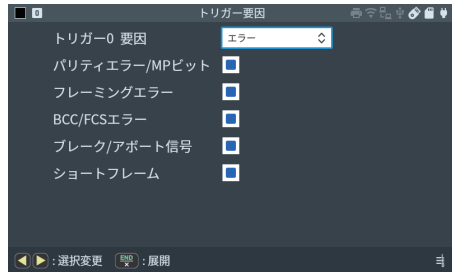 0 トリガー要因
トリガー0 要因 エラー
パリティエラー/MPビット
フレーミングエラー
BCC/FCSエラー
ブレーク/アボート信号
ショートフレーム
:選択変更 END × :展開